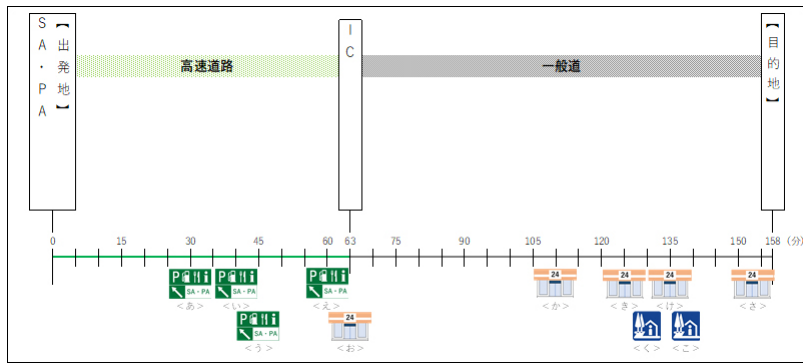 【出発地】
SA・PA
IC
【目的地】
高速道路
一般道
0 15 30 45 60 63 75 90 105 120 135 150 158 (分)
P SA・PA
<あ>
P SA・PA
<い>
P SA・PA
<え>
24
<か>
24
<き>
24
<け>
24
<さ>
P SA・PA
<う>
24
<お>
<く>
<こ>